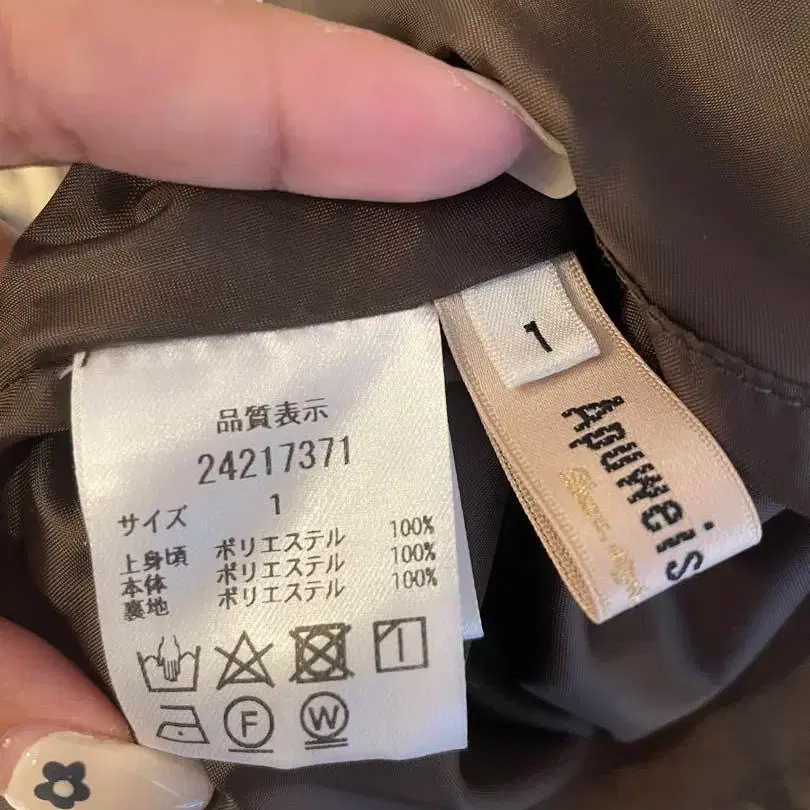 品質表示
24217371
サイズ 1
上身頃 ポリエステル 100%
本体 ポリエステル 100%
裏地 ポリエステル 100%
F
W
1
Apuweis